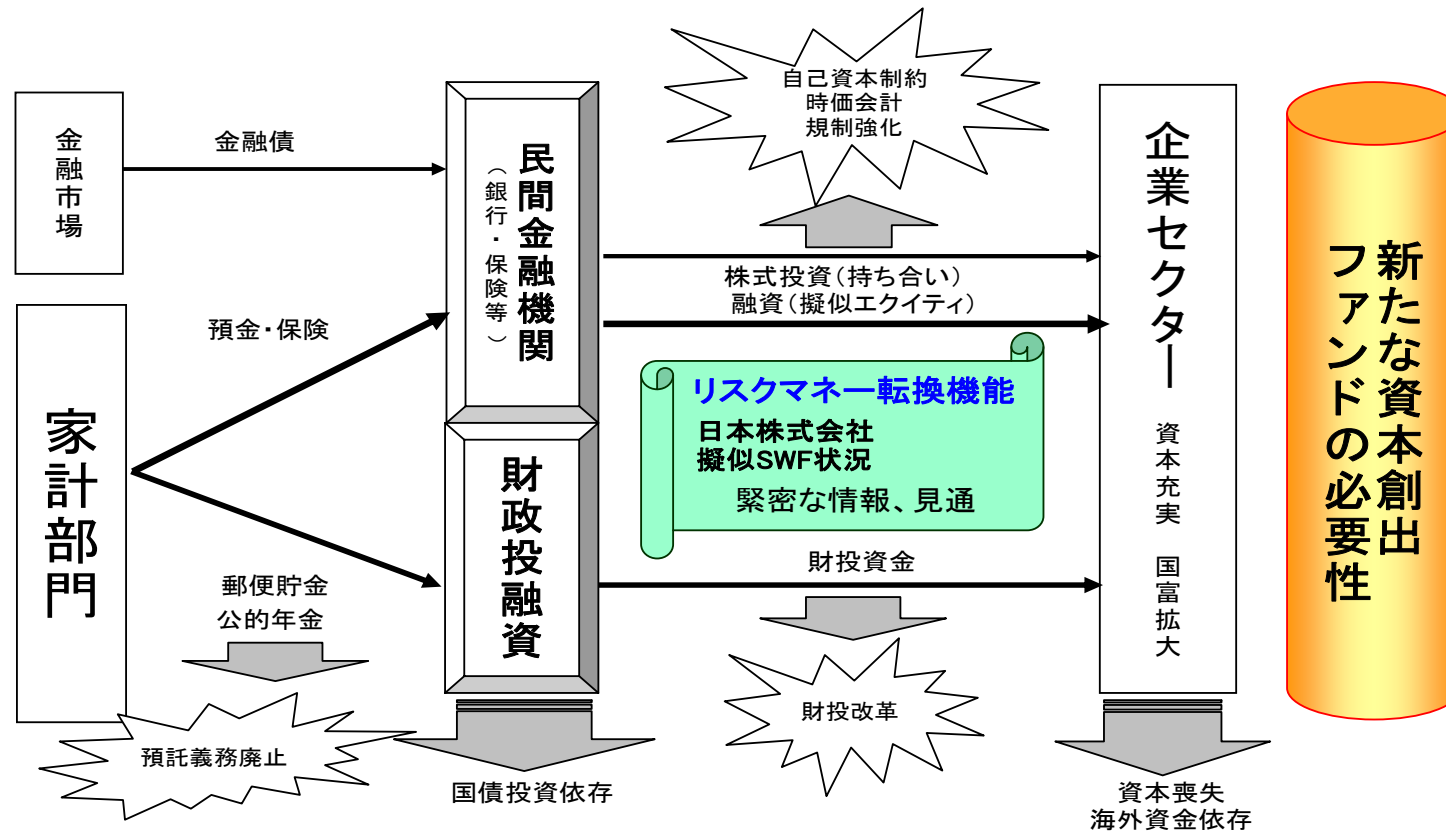 金融市場
金融債
家計部門
預金・保険
郵便貯金
公的年金
預託義務廃止
民間金融機関
（銀行・保険等）
財政投融資
国債投資依存
自己資本制約
時価会計
規制強化
株式投資（持ち合い）
融資（擬似エクイティ）
リスクマネー転換機能
日本株式会社
擬似SWF状況
緊密な情報、見通
財投資金
財投改革
企業セクター　資本充実　国富拡大
資本喪失
海外資金依存
新たな資本創出
ファンドの必要性